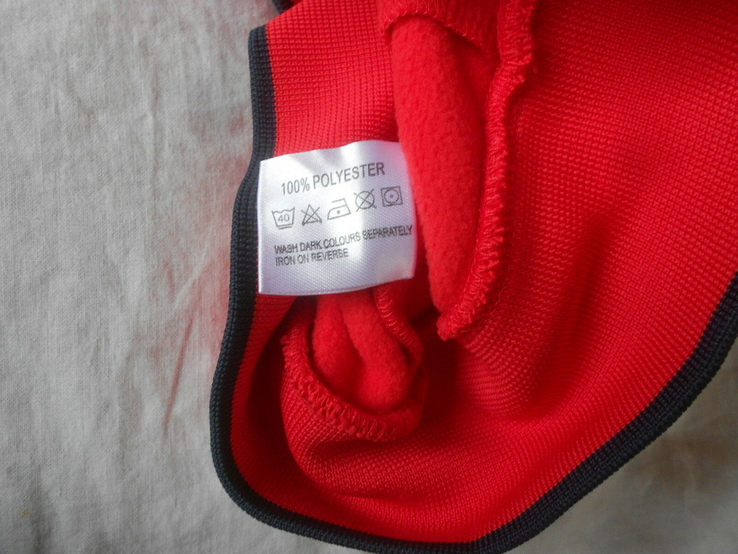 100% POLYESTER
40
WASH DARK COLOURS SEPARATELY
IRON ON REVERSE